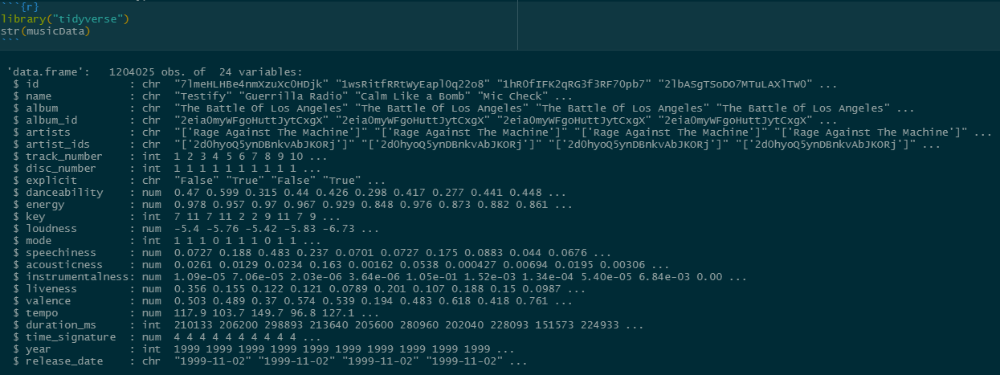 ```{r}
library("tidyverse")
str(musicData)
```
'data.frame':   1204025 obs. of  24 variables:
 $ id              : chr  "7lmeHLHBe4nmXzuXc0HDjk" "1wsRitfRRtWyEapl0q22o8" "1hR0fIFK2qRG3f3RF70pb7" "2lbASgTSoDO7MTuLAXlTW0" ...
 $ name            : chr  "Testify" "Guerrilla Radio" "Calm Like a Bomb" "Mic Check" ...
 $ album           : chr  "The Battle Of Los Angeles" "The Battle Of Los Angeles" "The Battle Of Los Angeles" "The Battle Of Los Angeles" ...
 $ album_id        : chr  "2eia0myWFgoHuttJytCxgX" "2eia0myWFgoHuttJytCxgX" "2eia0myWFgoHuttJytCxgX" "2eia0myWFgoHuttJytCxgX" ...
 $ artists         : chr  "['Rage Against The Machine']" "['Rage Against The Machine']" "['Rage Against The Machine']" "['Rage Against The Machine']" ...
 $ artist_ids      : chr  "['2d0hyoQ5ynDBnkvAbJKORj']" "['2d0hyoQ5ynDBnkvAbJKORj']" "['2d0hyoQ5ynDBnkvAbJKORj']" "['2d0hyoQ5ynDBnkvAbJKORj']" ...
 $ track_number    : int  1 2 3 4 5 6 7 8 9 10 ...
 $ disc_number     : int  1 1 1 1 1 1 1 1 1 1 ...
 $ explicit        : chr  "False" "True" "False" "True" ...
 $ danceability    : num  0.47 0.599 0.315 0.44 0.426 0.298 0.417 0.277 0.441 0.448 ...
 $ energy          : num  0.978 0.957 0.97 0.967 0.929 0.848 0.976 0.873 0.882 0.861 ...
 $ key             : int  7 11 7 11 2 2 9 11 7 9 ...
 $ loudness        : num  -5.4 -5.76 -5.42 -5.83 -6.73 ...
 $ mode            : int  1 1 1 0 1 1 1 0 1 1 ...
 $ speechiness     : num  0.0727 0.188 0.483 0.237 0.0701 0.0727 0.175 0.0883 0.044 0.0676 ...
 $ acousticness    : num  0.0261 0.0129 0.0234 0.163 0.00162 0.0538 0.000427 0.00694 0.0195 0.00306 ...
 $ instrumentalness: num  1.09e-05 7.06e-05 2.03e-06 3.64e-06 1.05e-01 1.52e-03 1.34e-04 5.40e-05 6.84e-03 0.00 ...
 $ liveness        : num  0.356 0.155 0.122 0.121 0.0789 0.201 0.107 0.188 0.15 0.0987 ...
 $ valence         : num  0.503 0.489 0.37 0.574 0.539 0.194 0.483 0.618 0.418 0.761 ...
 $ tempo           : num  117.9 103.7 149.7 96.8 127.1 ...
 $ duration_ms     : int  210133 206200 298893 213640 205600 280960 202040 228093 151573 224933 ...
 $ time_signature  : num  4 4 4 4 4 4 4 4 4 4 ...
 $ year            : int  1999 1999 1999 1999 1999 1999 1999 1999 1999 1999 ...
 $ release_date    : chr  "1999-11-02" "1999-11-02" "1999-11-02" "1999-11-02" ...